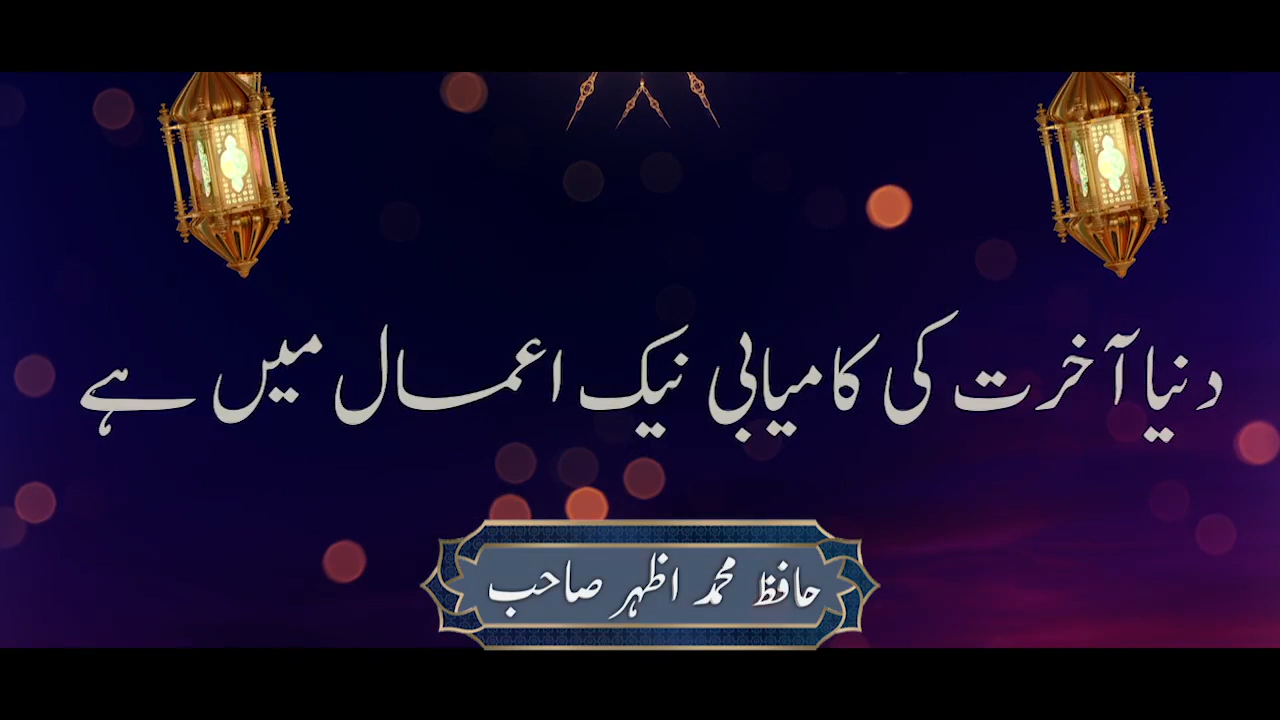 دنیا آخرت کی کامیابی نیک اعمال میں ہے
حافظ محمد اظہر صاحب